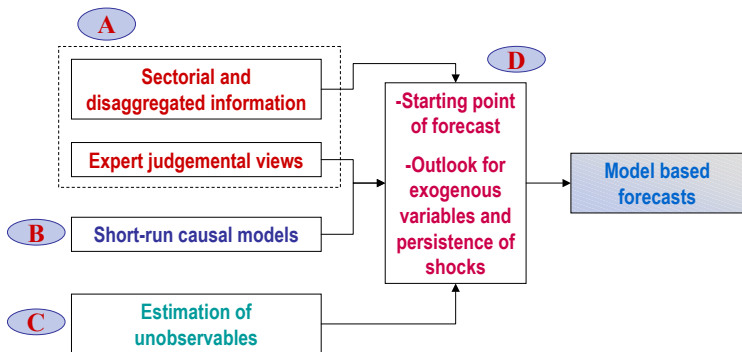 A
Sectorial and
disaggregated information
Expert judgemental views
B
Short-run causal models
C
Estimation of
unobservables
D
-Starting point
of forecast
-Outlook for
exogenous
variables and
persistence of
shocks
Model based
forecasts